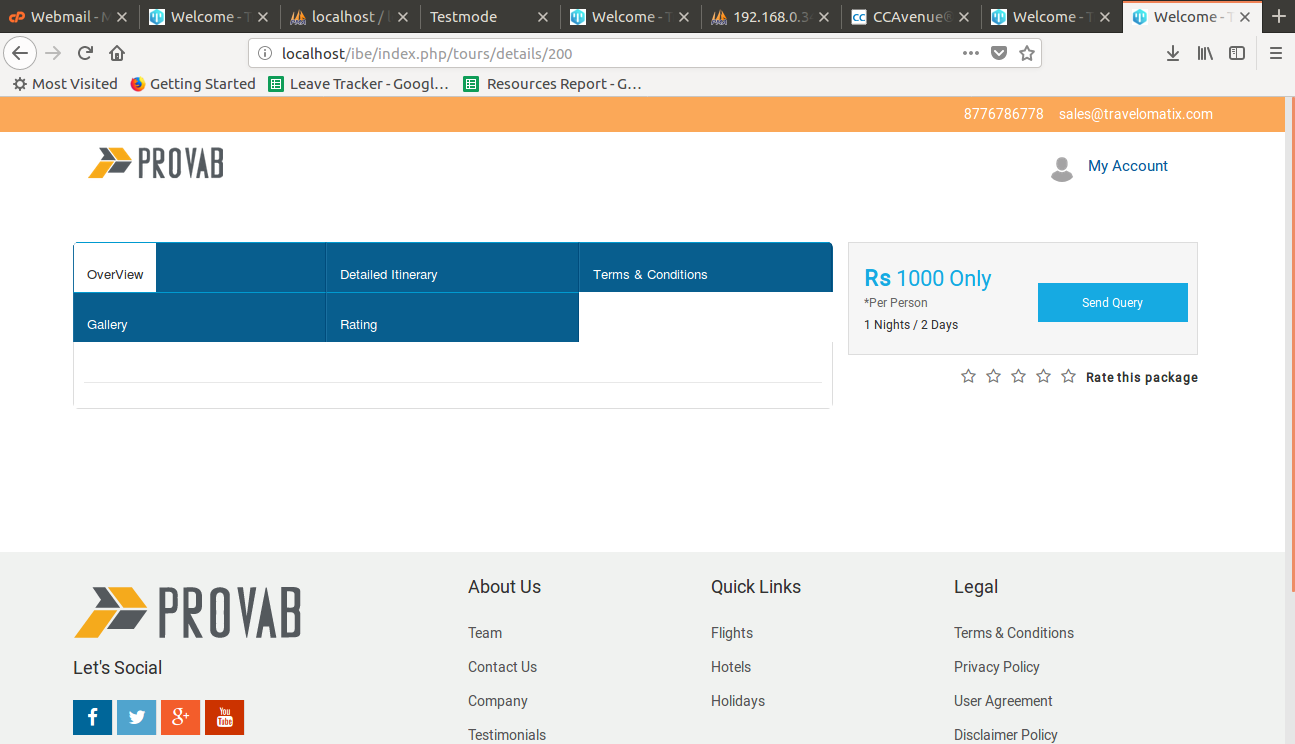 Webmail - M
Welcome - T
localhost / l
Testmode
Welcome - T
192.168.0.3
CCAvenue®
Welcome - T
Welcome - T
localhost/ibe/index.php/tours/details/200
Most Visited
Getting Started
Leave Tracker - Googl…
Resources Report - G…
8776786778 sales@travelomatix.com
PROVAB
My Account
OverView
Detailed Itinerary
Terms & Conditions
Gallery
Rating
Rs 1000 Only
*Per Person
1 Nights / 2 Days
Send Query
Rate this package
PROVAB
Let's Social
f
g+
You Tube
About Us
Team
Contact Us
Company
Testimonials
Quick Links
Flights
Hotels
Holidays
Legal
Terms & Conditions
Privacy Policy
User Agreement
Disclaimer Policy